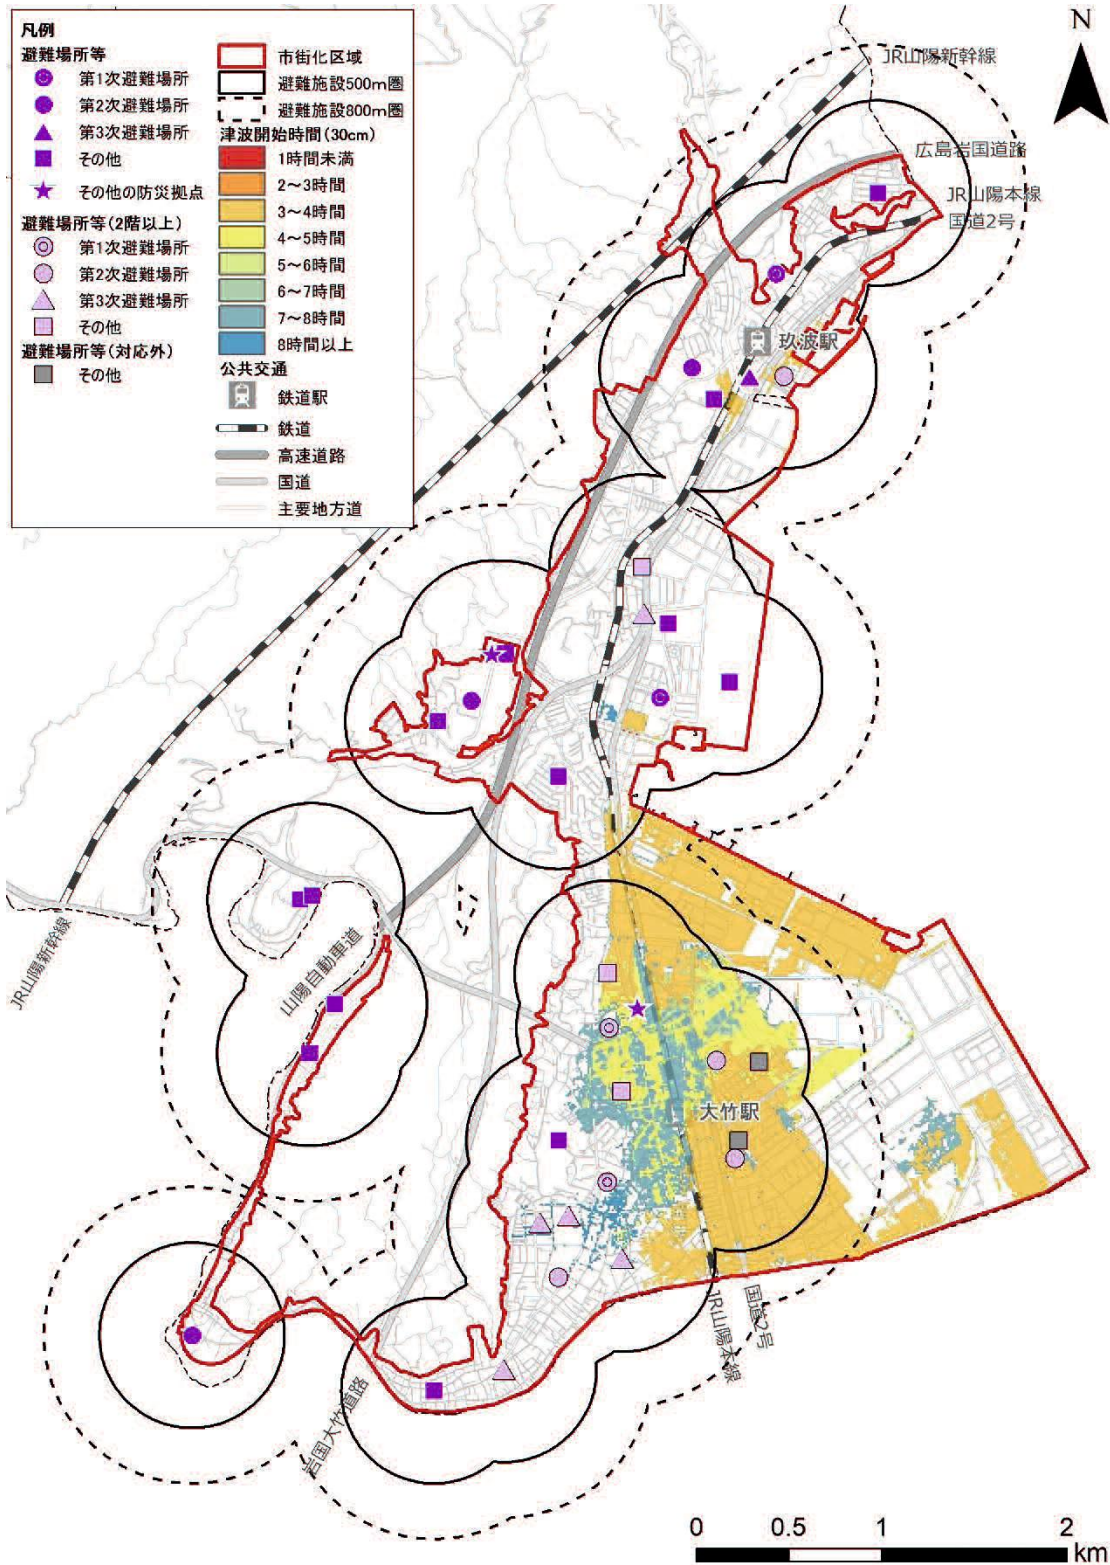 凡例
避難場所等
第1次避難場所
第2次避難場所
第3次避難場所
その他
その他の防災拠点
避難場所等(2階以上)
第1次避難場所
第2次避難場所
第3次避難場所
その他
避難場所等(対応外)
その他
市街化区域
避難施設500m圏
避難施設800m圏
津波開始時間(30cm)
1時間未満
2～3時間
3～4時間
4～5時間
5～6時間
6～7時間
7～8時間
8時間以上
公共交通
鉄道駅
鉄道
高速道路
国道
主要地方道
N
JR山陽新幹線
広島岩国道路
JR山陽本線
国道2号
玖波駅
JR山陽新幹線
山陽自動車道
大竹駅
国道2号
JR山陽本線
岩国大竹道路
0 0.5 1 2
km